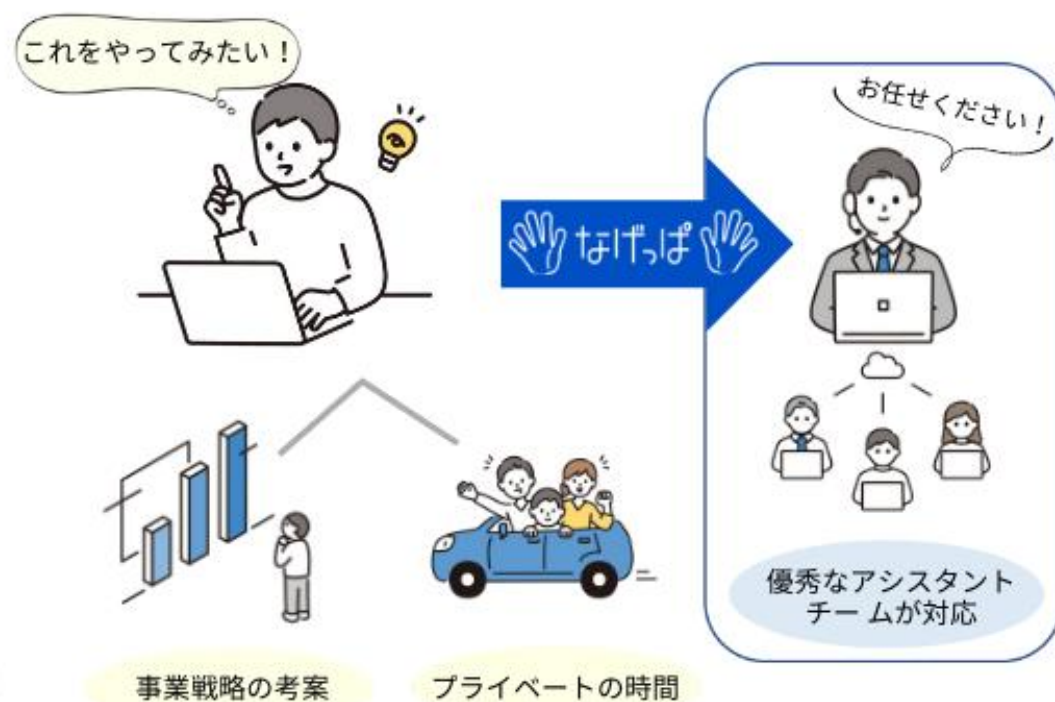 これをやってみたい！
お任せください！
なげっぱ
優秀なアシスタント
チームが対応
事業戦略の考案
プライベートの時間